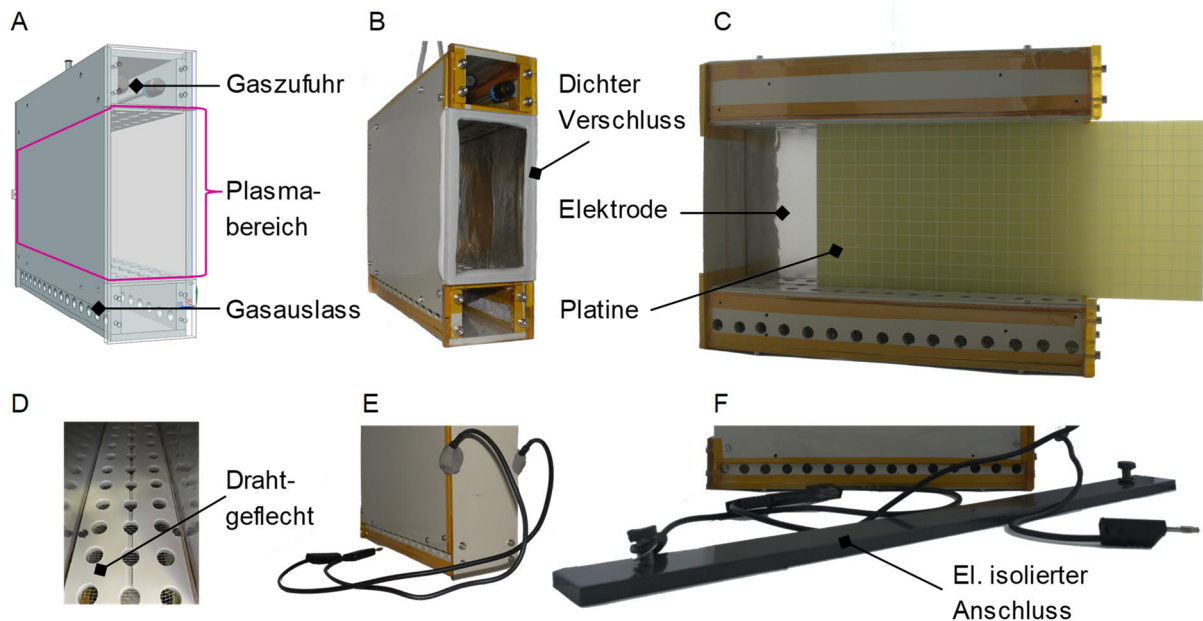 A
B
C
Gaszufuhr
Dichter
Verschluss
Plasma-
bereich
Elektrode
Gasauslass
Platine
D
E
F
Draht-
geflecht
El. isolierter
Anschluss